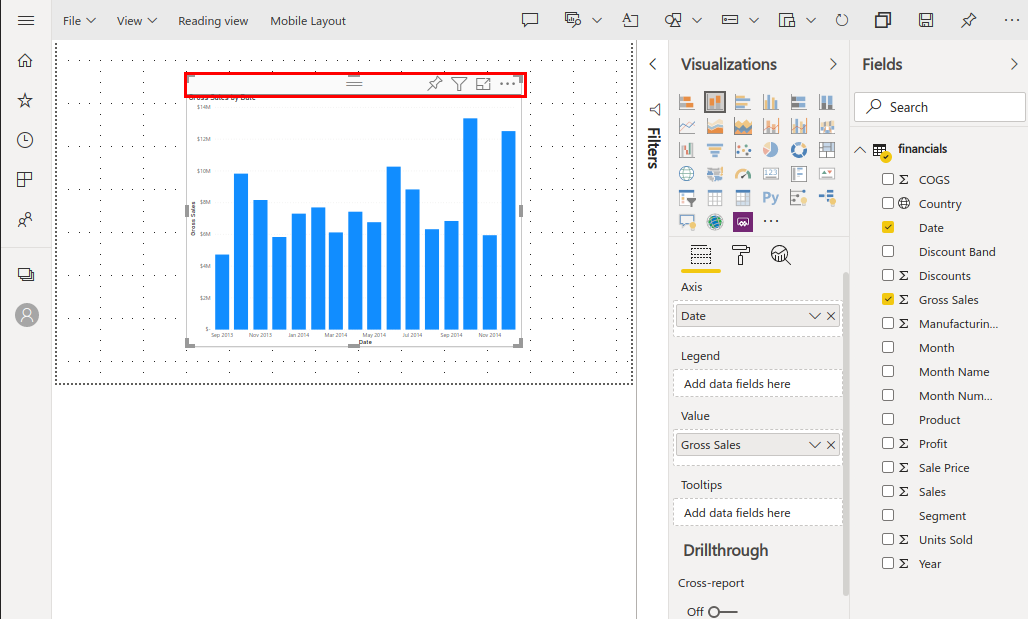 File View Reading view Mobile Layout
Gross Sales by Date
$14M
$12M
$10M
$8M
$6M
$4M
$2M
$-
Gross Sales
Sep 2013 Nov 2013 Jan 2014 Mar 2014 May 2014 Jul 2014 Sep 2014 Nov 2014
Date
Filters
Visualizations
123
Py
Axis
Date
Legend
Add data fields here
Value
Gross Sales
Tooltips
Add data fields here
Drillthrough
Cross-report
Off
Fields
Search
financials
COGS
Country
Date
Discount Band
Discounts
Gross Sales
Manufacturin...
Month
Month Name
Month Num...
Product
Profit
Sale Price
Sales
Segment
Units Sold
Year